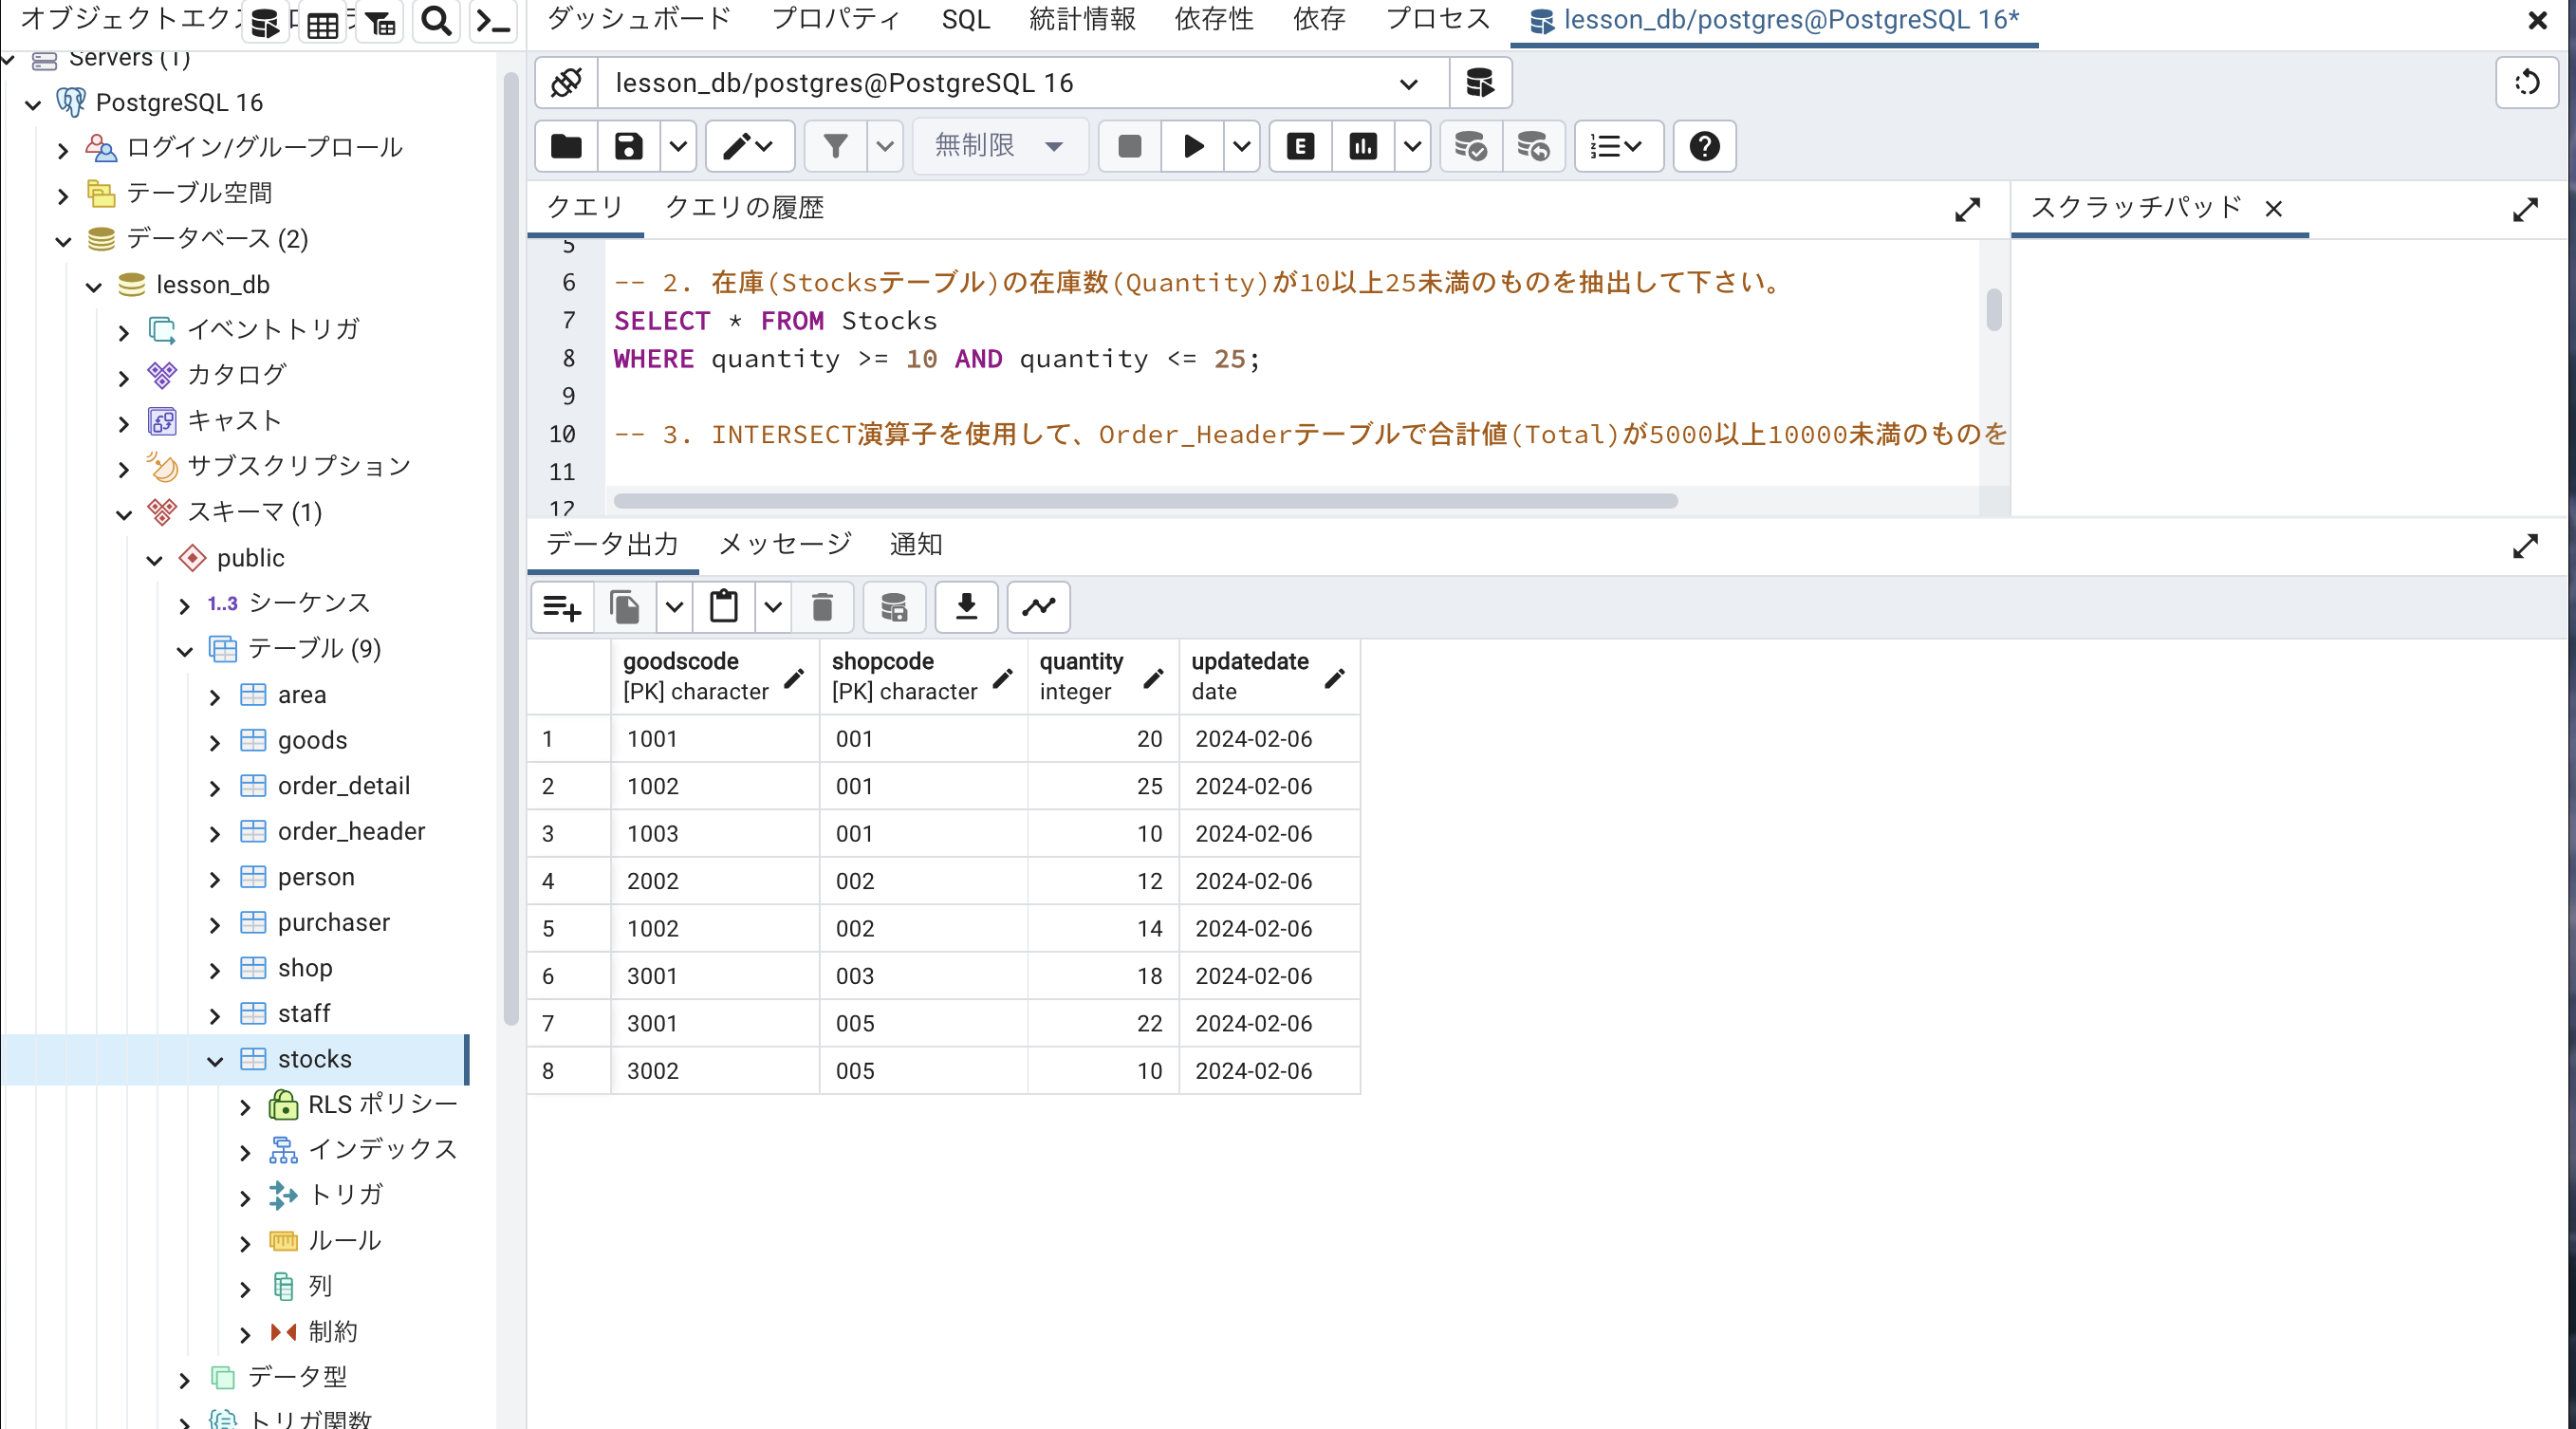 ダッシュボード プロパティ SQL 統計情報 依存性 依存 プロセス lesson_db/postgres@PostgreSQL 16*
オブジェクトエク
Servers (1)
PostgreSQL 16
ログイン/グループロール
テーブル空間
データベース (2)
lesson_db
イベントトリガ
カタログ
キャスト
サブスクリプション
スキーマ (1)
public
1..3 シーケンス
テーブル (9)
area
goods
order_detail
order_header
person
purchaser
shop
staff
stocks
RLS ポリシー
インデックス
トリガ
ルール
列
制約
データ型
トリガ関数
lesson_db/postgres@PostgreSQL 16
無制限
E
クエリ クエリの履歴
スクラッチパッド
5
6 -- 2. 在庫(Stocksテーブル)の在庫数(Quantity)が10以上25未満のものを抽出して下さい。
7 SELECT * FROM Stocks
8 WHERE quantity >= 10 AND quantity <= 25;
9
10 -- 3. INTERSECT演算子を使用して、Order_Headerテーブルで合計値(Total)が5000以上10000未満のものを
11
12
データ出力 メッセージ 通知
goodscode shopcode quantity updatedate
[PK] character [PK] character integer date
1 1001 001 20 2024-02-06
2 1002 001 25 2024-02-06
3 1003 001 10 2024-02-06
4 2002 002 12 2024-02-06
5 1002 002 14 2024-02-06
6 3001 003 18 2024-02-06
7 3001 005 22 2024-02-06
8 3002 005 10 2024-02-06